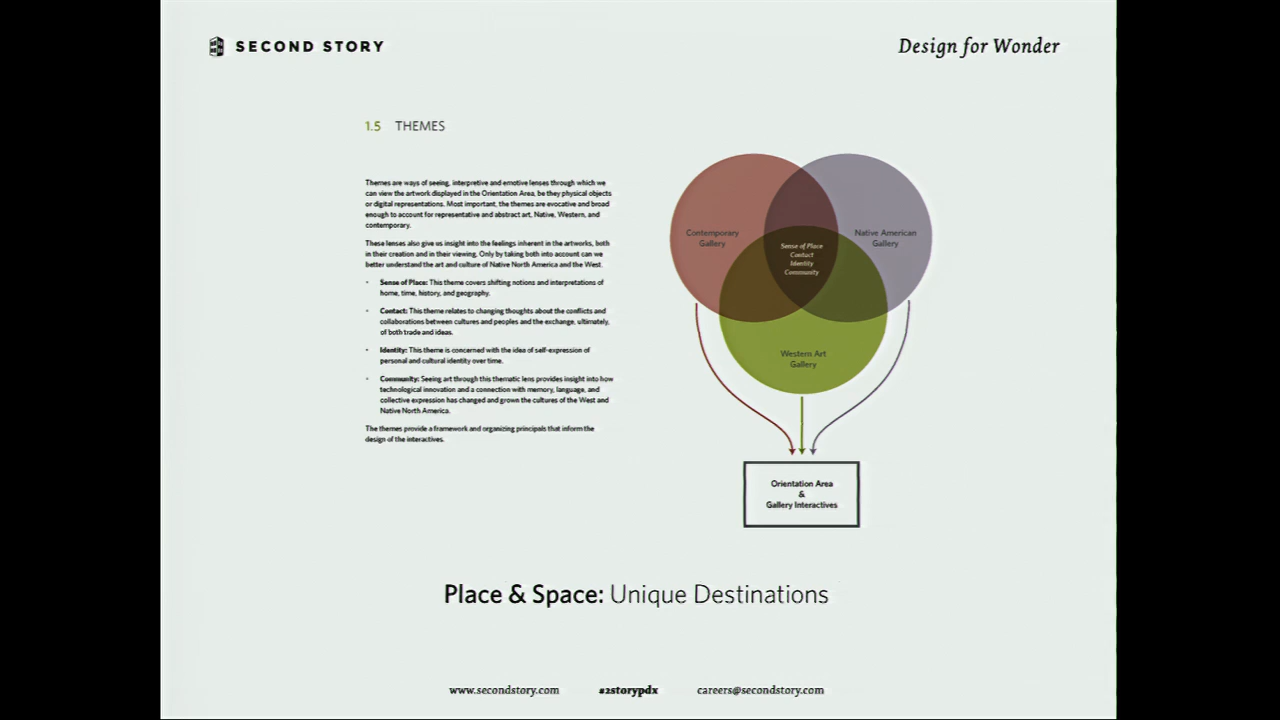 SECOND STORY
Design for Wonder
1.5 THEMES
Themes are ways of seeing, interpretive and emotive lenses through which we
can view the artwork displayed in the Orientation Area, be they physical objects
or digital representations. Most important, the themes are evocative and broad
enough to account for representative and abstract art, Native, Western, and
contemporary.
These lenses also give us insight into the feelings inherent in the artworks, both
in their creation and in their viewing. Only by taking both into account can we
better understand the art and culture of Native North America and the West.
• Sense of Place: This theme covers shifting notions and interpretations of
home, time, history, and geography.
• Contact: This theme relates to changing thoughts about the conflicts and
collaborations between cultures and peoples and the exchange, ultimately,
of both trade and ideas.
• Identity: This theme is concerned with the idea of self-expression of
personal and cultural identity over time.
• Community: Seeing art through this thematic lens provides insight into how
technological innovation and a connection with memory, language, and
collective expression has changed and grown the cultures of the West and
Native North America.
The themes provide a framework and organizing principals that inform the
design of the interactives.
Contemporary
Gallery
Native American
Gallery
Sense of Place
Contact
Identity
Community
Western Art
Gallery
Orientation Area
&
Gallery Interactives
Place & Space: Unique Destinations
www.secondstory.com #2storypdx careers@secondstory.com